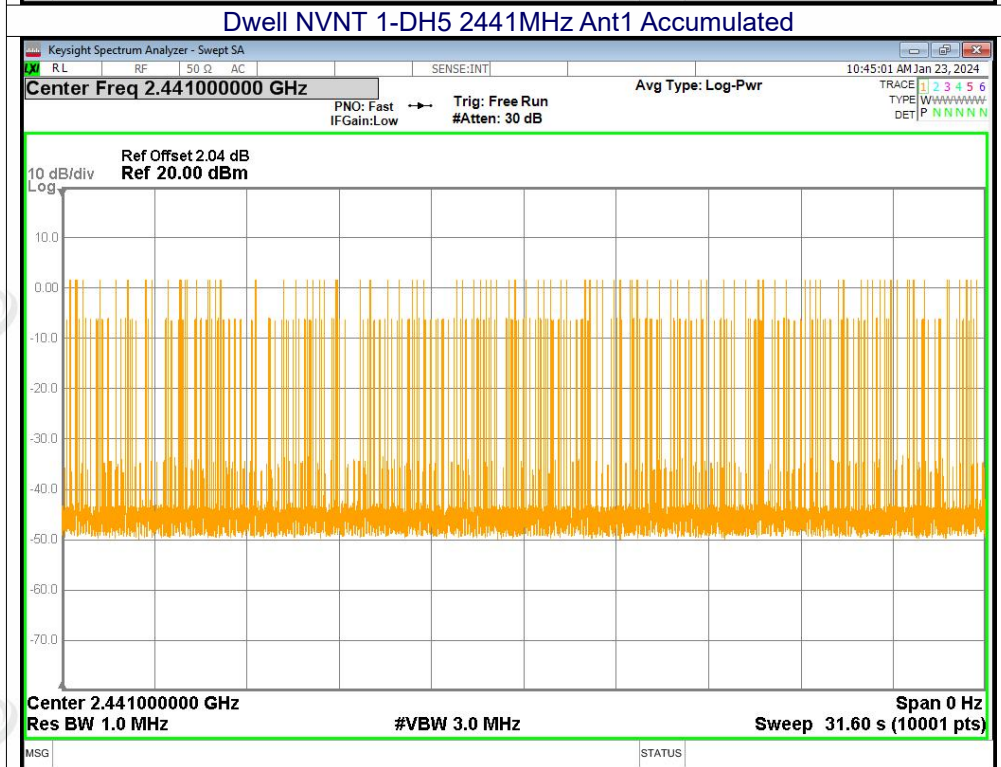 Dwell NVNT 1-DH5 2441MHz Ant1 Accumulated
Keysight Spectrum Analyzer - Swept SA
LXI RL RF 50 Ω AC SENSE:INT 10:45:01 AM Jan 23, 2024
Center Freq 2.441000000 GHz Avg Type: Log-Pwr TRACE 1 2 3 4 5 6
PNO: Fast Trig: Free Run TYPE WWWWWWW
IFGain:Low #Atten: 30 dB DET P N N N N N
Ref Offset 2.04 dB
10 dB/div Ref 20.00 dBm
Log
10.0
0.00
-10.0
-20.0
-30.0
-40.0
-50.0
-60.0
-70.0
Center 2.441000000 GHz Span 0 Hz
Res BW 1.0 MHz #VBW 3.0 MHz Sweep 31.60 s (10001 pts)
MSG STATUS